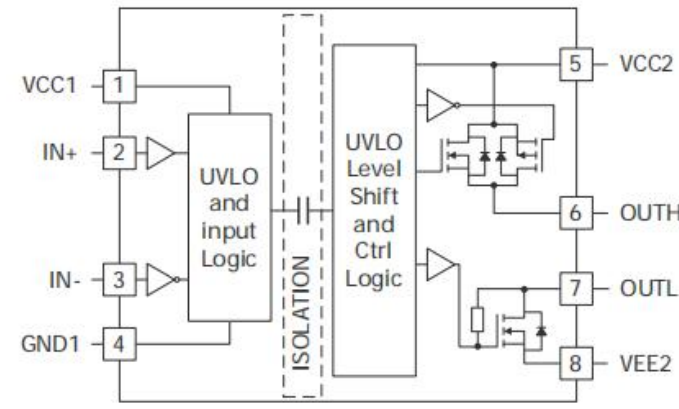 VCC1
1
IN+
2
IN-
3
GND1
4
UVLO
and
input
Logic
ISOLATION
UVLO
Level
Shift
and
Ctrl
Logic
5
VCC2
6
OUTH
7
OUTL
8
VEE2